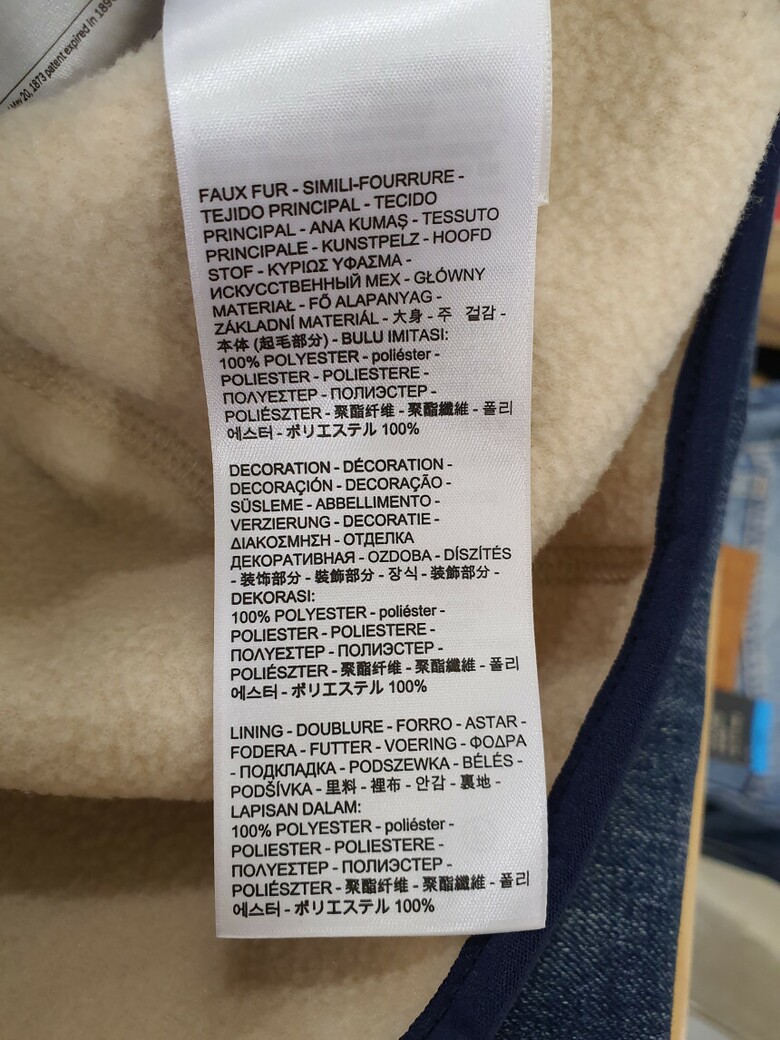 May 20, 1873 patent expired in 189
FAUX FUR - SIMILI-FOURRURE -
TEJIDO PRINCIPAL - TECIDO
PRINCIPAL - ANA KUMAŞ - TESSUTO
PRINCIPALE - KUNSTPELZ - HOOFD
STOF - ΚΥΡΙΩΣ ΥΦΑΣΜΑ -
ИСКУССТВЕННЫЙ МЕХ - GŁÓWNY
MATERIAŁ - FŐ ALAPANYAG -
ZÁKLADNÍ MATERIÁL - 大身 - 주 겉감 -
本体 (起毛部分) - BULU IMITASI:
100% POLYESTER - poliéster -
POLIESTER - POLIESTERE -
ΠΟΛΥΕΣΤΕΡ - ПОЛИЭСТЕР -
POLIÉSZTER - 聚酯纤维 - 聚酯纖維 - 폴리
에스터 - ポリエステル 100%
DECORATION - DÉCORATION -
DECORACIÓN - DECORAÇÃO -
SÜSLEME - ABBELLIMENTO -
VERZIERUNG - DECORATIE -
ΔΙΑΚΟΣΜΗΣΗ - ОТДЕЛКА
ДЕКОРАТИВНАЯ - OZDOBA - DÍSZÍTÉS
- 装饰部分 - 裝飾部分 - 장식 - 装飾部分 -
DEKORASI:
100% POLYESTER - poliéster -
POLIESTER - POLIESTERE -
ΠΟΛΥΕΣΤΕΡ - ПОЛИЭСТЕР -
POLIÉSZTER - 聚酯纤维 - 聚酯纖維 - 폴리
에스터 - ポリエステル 100%
LINING - DOUBLURE - FORRO - ASTAR -
FODERA - FUTTER - VOERING - ΦΟΔΡΑ
- ПОДКЛАДКА - PODSZEWKA - BÉLÉS -
PODŠÍVKA - 里料 - 裡布 - 안감 - 裏地 -
LAPISAN DALAM:
100% POLYESTER - poliéster -
POLIESTER - POLIESTERE -
ΠΟΛΥΕΣΤΕΡ - ПОЛИЭСТЕР -
POLIÉSZTER - 聚酯纤维 - 聚酯纖維 - 폴리
에스터 - ポリエステル 100%